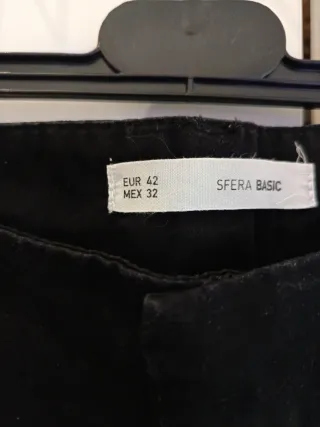 EUR 42
MEX 32
SFERA BASIC